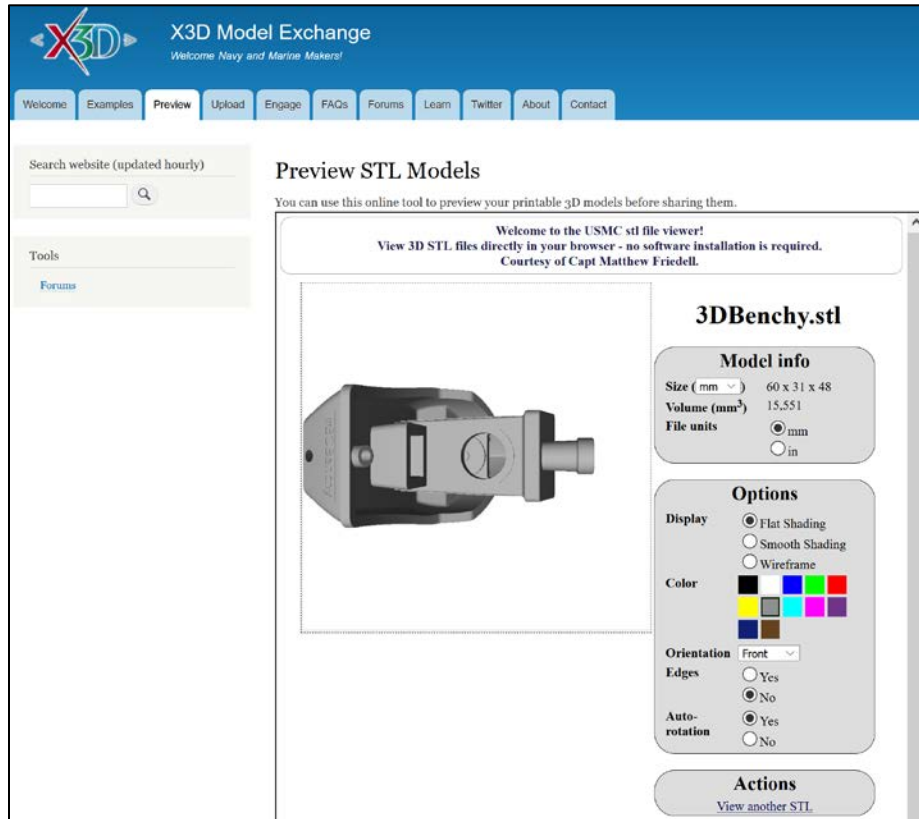 X3D
X3D Model Exchange
Welcome Navy and Marine Makers!
Welcome
Examples
Preview
Upload
Engage
FAQs
Forums
Learn
Twitter
About
Contact
Search website (updated hourly)
Tools
Forums
Preview STL Models
You can use this online tool to preview your printable 3D models before sharing them.
Welcome to the USMC stl file viewer!
View 3D STL files directly in your browser - no software installation is required.
Courtesy of Capt Matthew Friedell.
3DBenchy.stl
Model info
Size ( mm ) 60 x 31 x 48
Volume (mm³) 15,551
File units mm
in
Options
Display Flat Shading
Smooth Shading
Wireframe
Color
Orientation Front
Edges Yes
No
Auto- Yes
rotation
No
Actions
View another STL